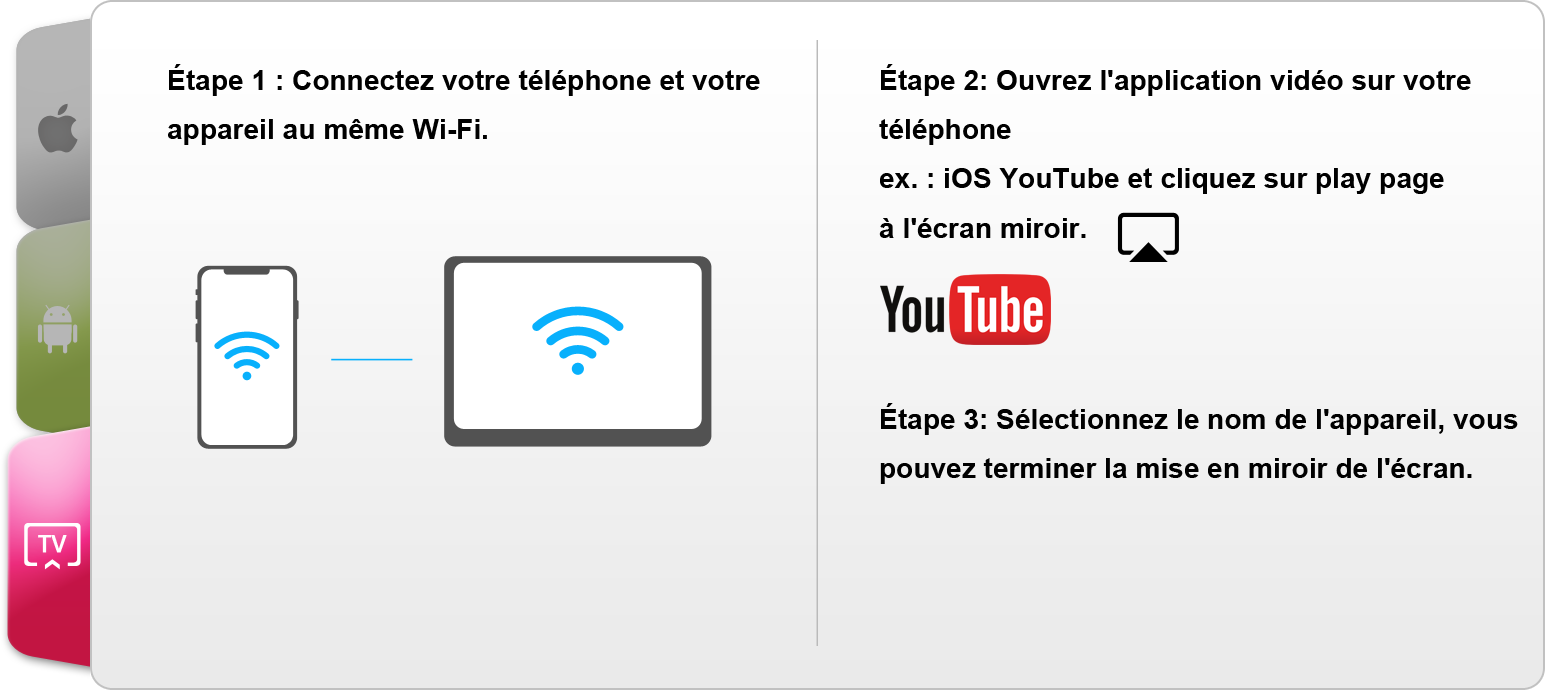 Étape 1 : Connectez votre téléphone et votre
appareil au même Wi-Fi.
Étape 2: Ouvrez l'application vidéo sur votre
téléphone
ex. : iOS YouTube et cliquez sur play page
à l'écran miroir.
YouTube
Étape 3: Sélectionnez le nom de l'appareil, vous
pouvez terminer la mise en miroir de l'écran.
TV